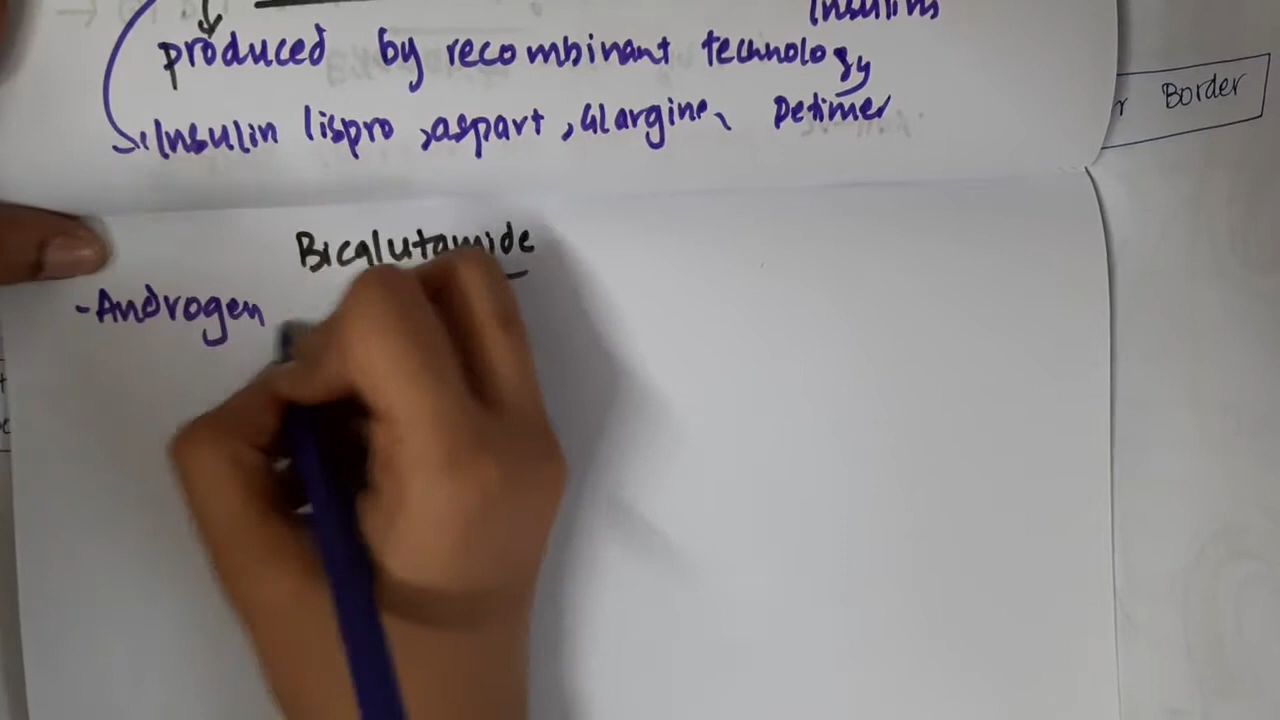 Insulins
produced by recombinant technology
Insulin lispro, aspart, Glargine, Detimer
r Border
Bicalutamide
-Androgen